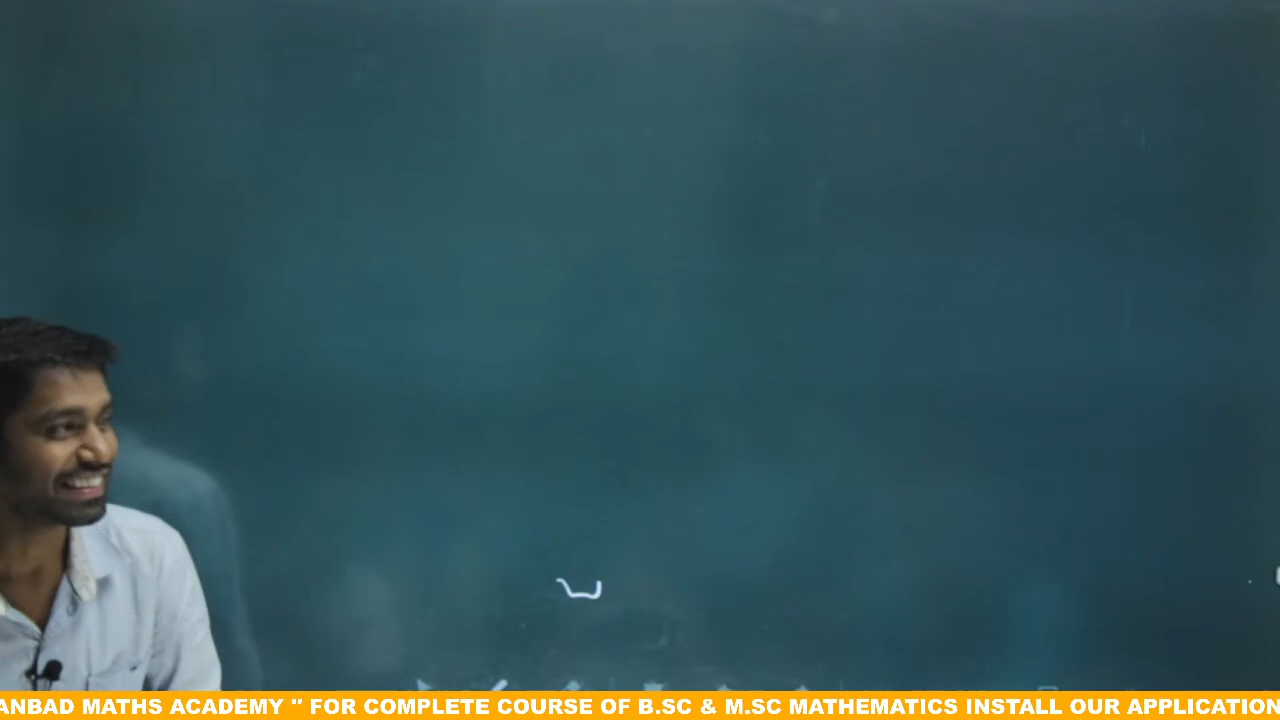 ANBAD MATHS ACADEMY " FOR COMPLETE COURSE OF B.SC & M.SC MATHEMATICS INSTALL OUR APPLICATION